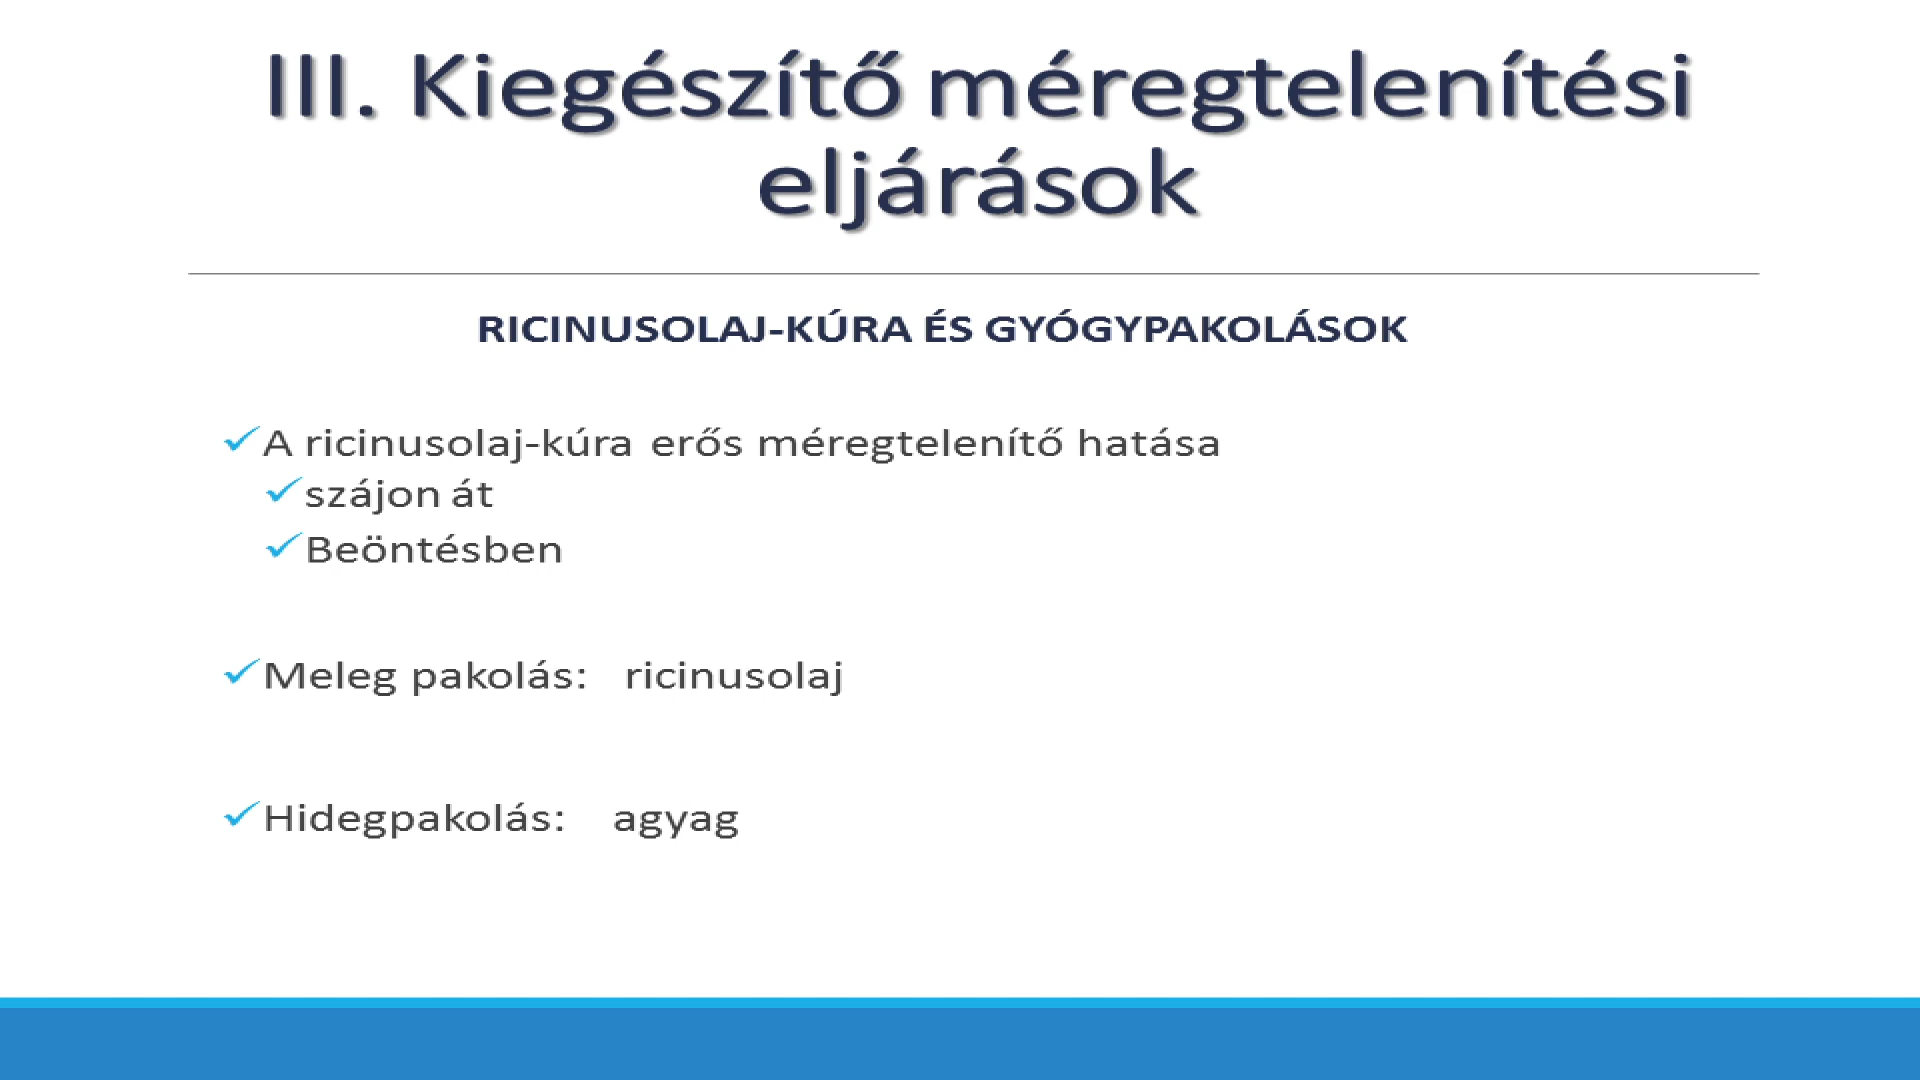 III. Kiegészítő méregtelenítési
eljárások
RICINUSOLAJ-KÚRA ÉS GYÓGYPAKOLÁSOK
A ricinusolaj-kúra erős méregtelenítő hatása
szájon át
Beöntésben
Meleg pakolás: ricinusolaj
Hidegpakolás: agyag